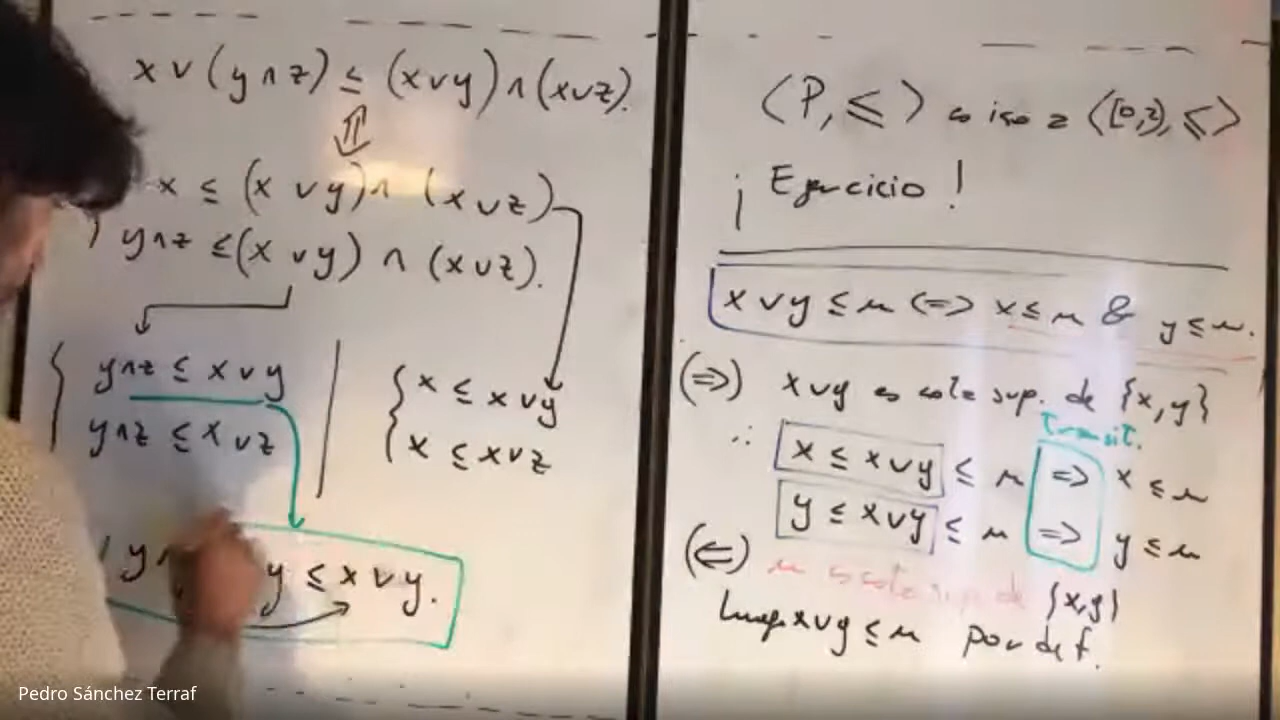 x ∨ (y ∧ z) ≤ (x ∨ y) ∧ (x ∨ z).
⇕
x ≤ (x ∨ y) ∧ (x ∨ z)
y ∧ z ≤ (x ∨ y) ∧ (x ∨ z).
y ∧ z ≤ x ∨ y
y ∧ z ≤ x ∨ z
x ≤ x ∨ y
x ≤ x ∨ z
y ∧ y ≤ x ∨ y.
⟨P, ≤⟩ es iso a ⟨[0,3), ≤⟩
¡ Ejercicio !
x ∨ y ≤ μ (=> x ≤ μ & y ≤ μ.
(=>) x ∨ y es cota sup. de {x, y}
Transit.
∴ x ≤ x ∨ y ≤ μ => x ≤ μ
y ≤ x ∨ y ≤ μ => y ≤ μ
(⇐) μ es cota sup. de {x, y}
Luego x ∨ y ≤ μ por def.
Pedro Sánchez Terraf